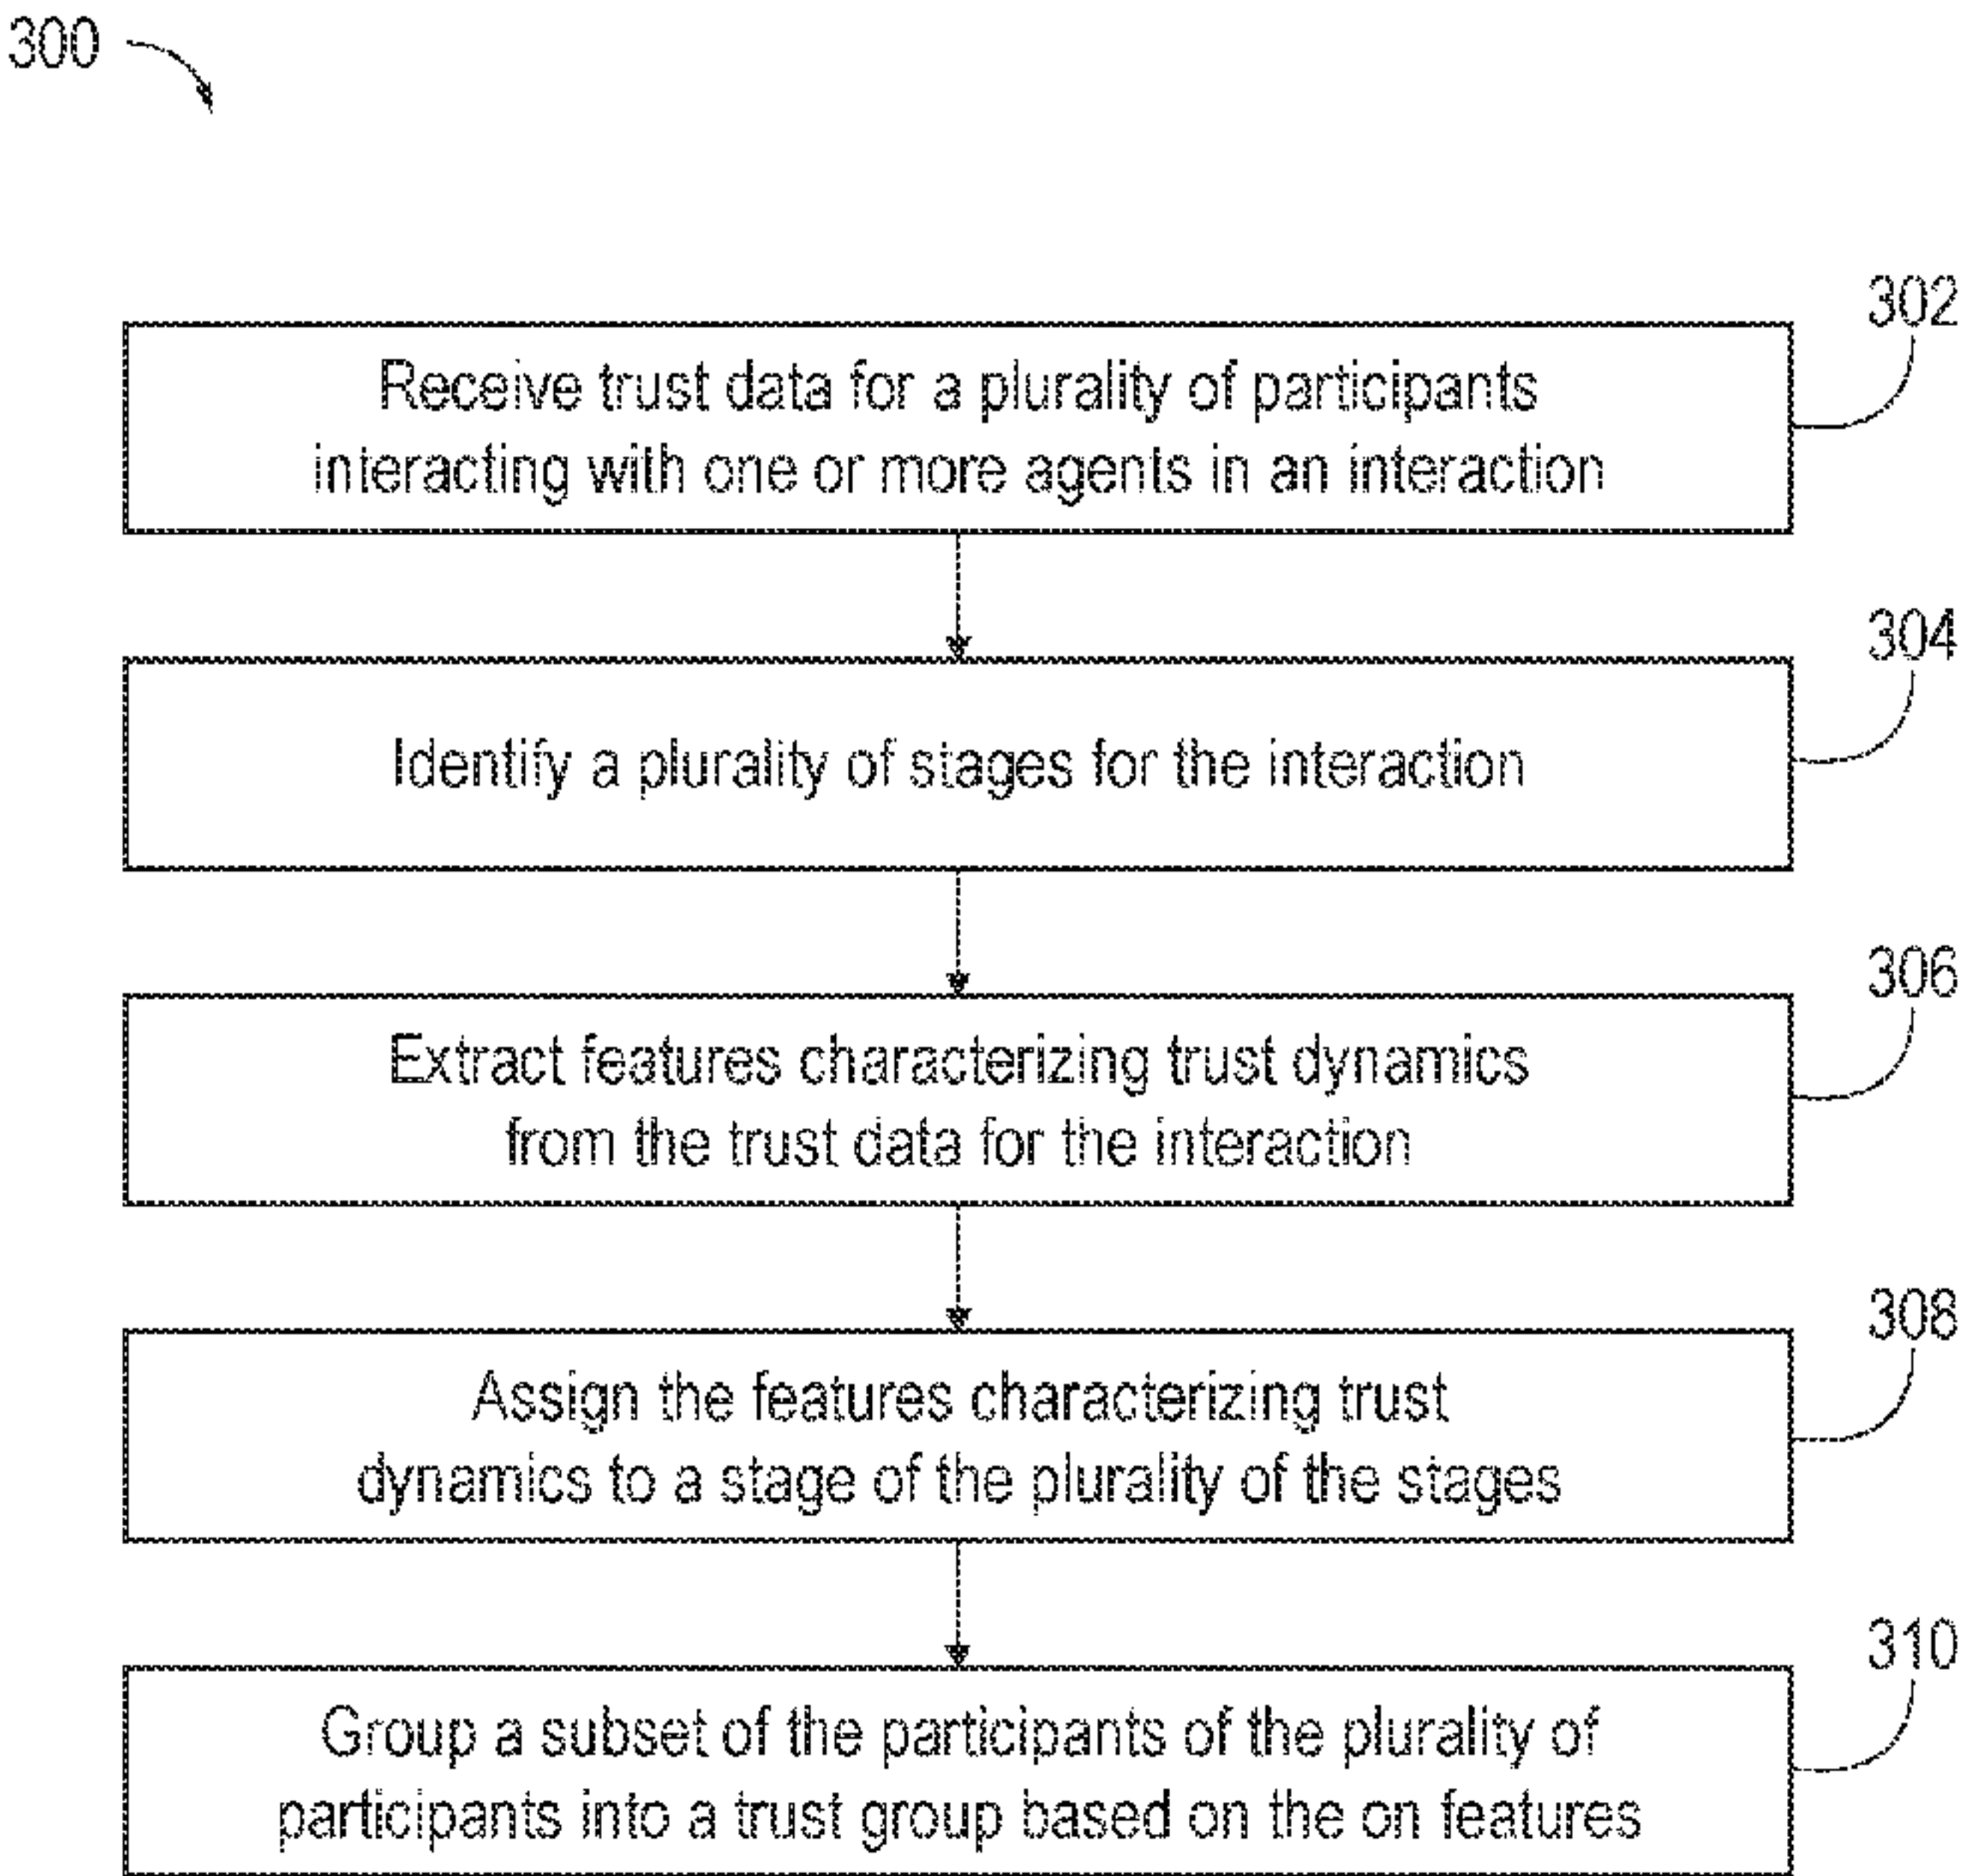 300
302
Receive trust data for a plurality of participants
interacting with one or more agents in an interaction
304
Identify a plurality of stages for the interaction
306
Extract features characterizing trust dynamics
from the trust data for the interaction
308
Assign the features characterizing trust
dynamics to a stage of the plurality of the stages
310
Group a subset of the participants of the plurality of
participants into a trust group based on the on features